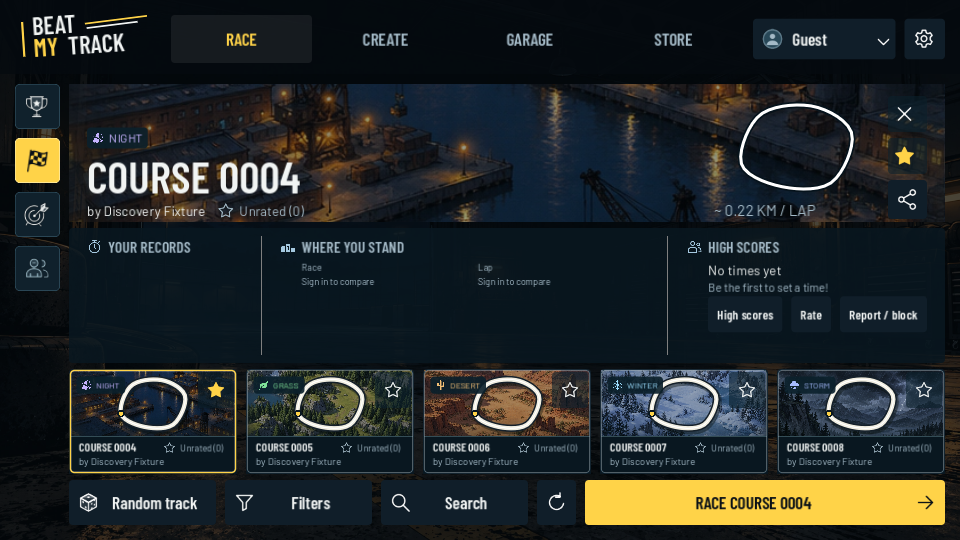 BEAT
MY TRACK
RACE
CREATE
GARAGE
STORE
Guest
NIGHT
COURSE 0004
by Discovery Fixture
Unrated (0)
~ 0.22 KM / LAP
YOUR RECORDS
WHERE YOU STAND
Race
Sign in to compare
Lap
Sign in to compare
HIGH SCORES
No times yet
Be the first to set a time!
High scores
Rate
Report / block
NIGHT
COURSE 0004
Unrated (0)
by Discovery Fixture
GRASS
COURSE 0005
Unrated (0)
by Discovery Fixture
DESERT
COURSE 0006
Unrated (0)
by Discovery Fixture
WINTER
COURSE 0007
Unrated (0)
by Discovery Fixture
STORM
COURSE 0008
Unrated (0)
by Discovery Fixture
Random track
Filters
Search
RACE COURSE 0004